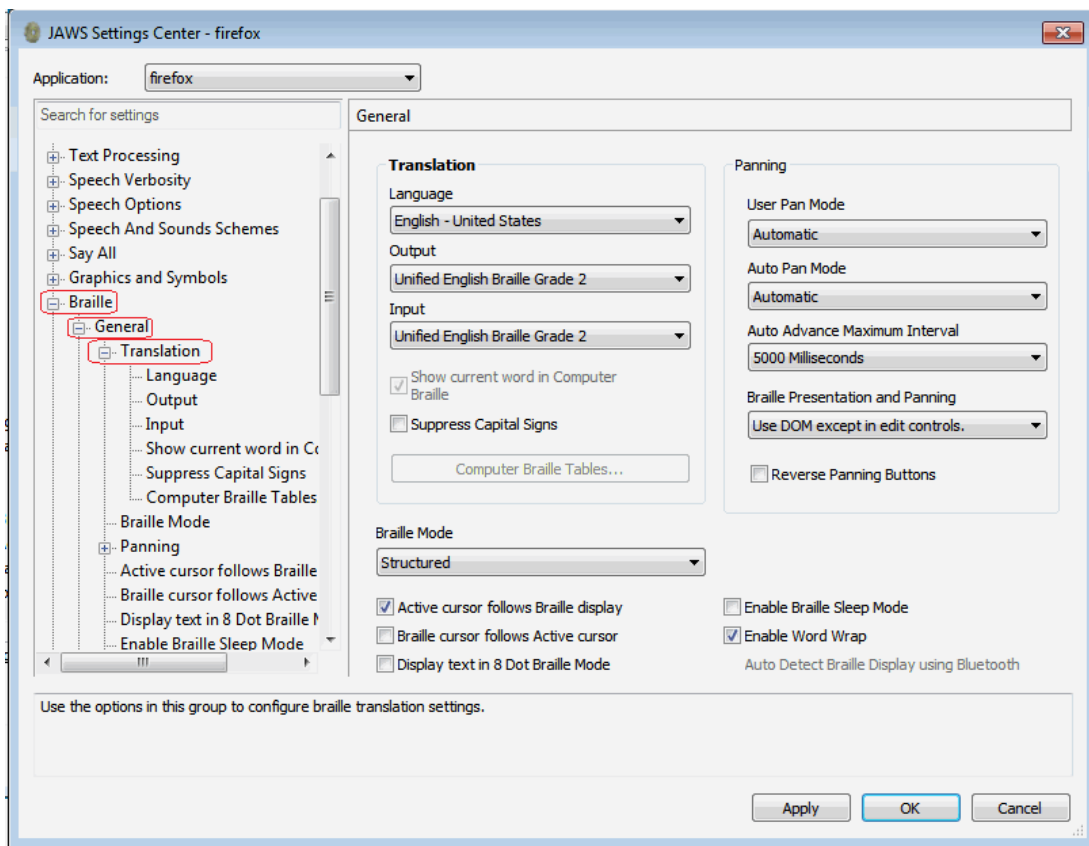 JAWS Settings Center - firefox
Application:
firefox
Search for settings
Text Processing
Speech Verbosity
Speech Options
Speech And Sounds Schemes
Say All
Graphics and Symbols
Braille
General
Translation
Language
Output
Input
Show current word in Co
Suppress Capital Signs
Computer Braille Tables
Braille Mode
Panning
Active cursor follows Braille
Braille cursor follows Active
Display text in 8 Dot Braille M
Enable Braille Sleep Mode
General
Translation
Language
English - United States
Output
Unified English Braille Grade 2
Input
Unified English Braille Grade 2
Show current word in Computer
Braille
Suppress Capital Signs
Computer Braille Tables...
Panning
User Pan Mode
Automatic
Auto Pan Mode
Automatic
Auto Advance Maximum Interval
5000 Milliseconds
Braille Presentation and Panning
Use DOM except in edit controls.
Reverse Panning Buttons
Braille Mode
Structured
Active cursor follows Braille display
Braille cursor follows Active cursor
Display text in 8 Dot Braille Mode
Enable Braille Sleep Mode
Enable Word Wrap
Auto Detect Braille Display using Bluetooth
Use the options in this group to configure braille translation settings.
Apply
OK
Cancel